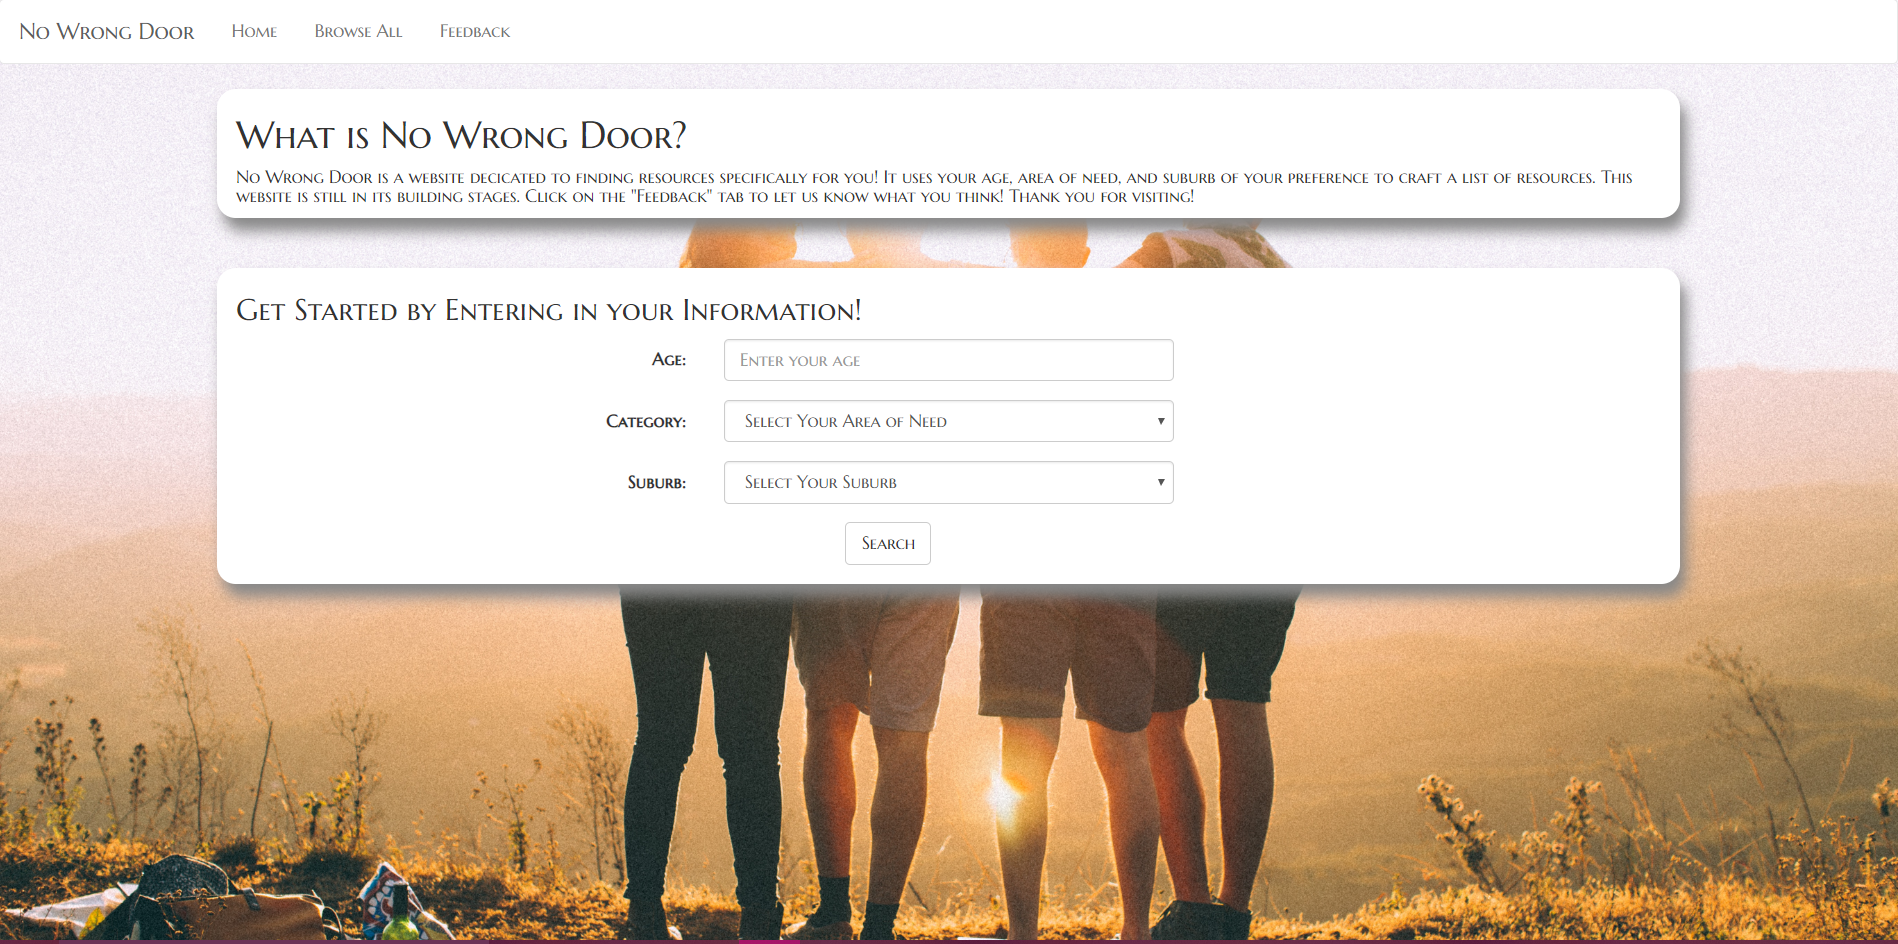 No Wrong Door Home Browse All Feedback
What is No Wrong Door?
No Wrong Door is a website decicated to finding resources specifically for you! It uses your age, area of need, and suburb of your preference to craft a list of resources. This
website is still in its building stages. Click on the "Feedback" tab to let us know what you think! Thank you for visiting!
Get Started by Entering in your Information!
Age: Enter your age
Category: Select Your Area of Need
Suburb: Select Your Suburb
Search